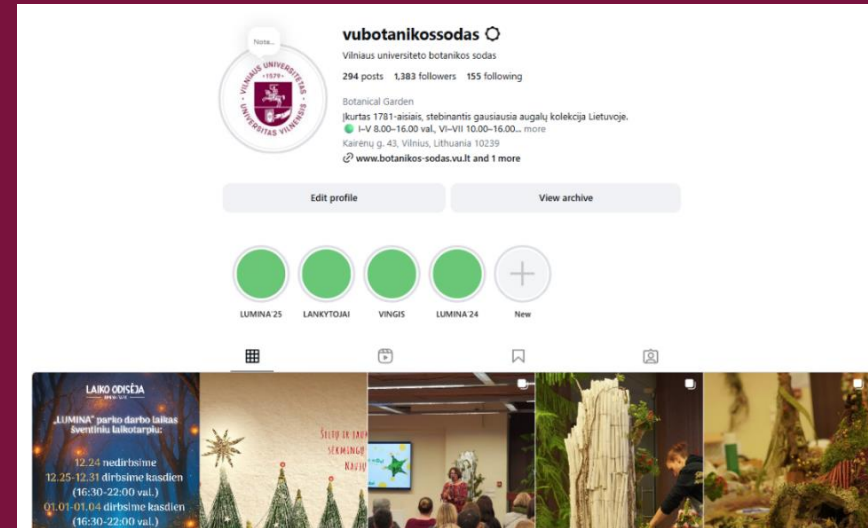 Note...
vubotanikossodas
Vilniaus universiteto botanikos sodas
294 posts 1,383 followers 155 following
Botanical Garden
Įkurtas 1781-aisiais, stebinantis gausiausia augalų kolekcija Lietuvoje.
I–V 8.00–16.00 val., VI–VII 10.00–16.00... more
Kairėnų g. 43, Vilnius, Lithuania 10239
www.botanikos-sodas.vu.lt and 1 more
VILNIAUS UNIVERSITETAS
1579
UNIVERSITAS VILNENSIS
Edit profile
View archive
LUMINA'25
LANKYTOJAI
VINGIS
LUMINA'24
New
LAIKO ODISĖJA
„LUMINA" parko darbo laikas
šventiniu laikotarpiu:
12.24 nedirbsime
12.25-12.31 dirbsime kasdien
(16:30-22:00 val.)
01.01-01.04 dirbsime kasdien
(16:30-22:00 val.)